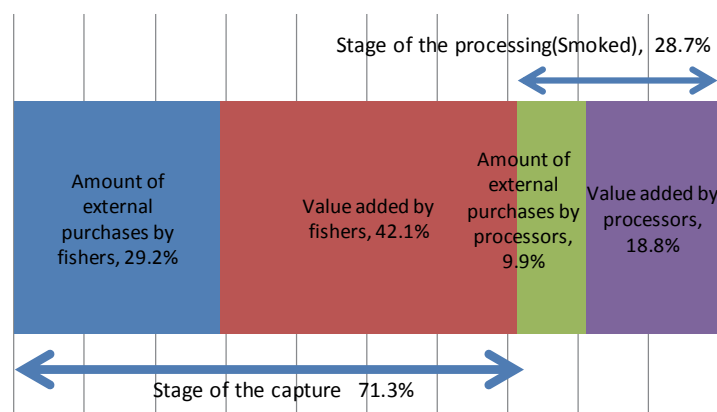 Stage of the processing(Smoked), 28.7%
Amount of
external
purchases by
fishers, 29.2%
Value added by
fishers, 42.1%
Amount of
external
purchases by
processors,
9.9%
Value added by
processors,
18.8%
Stage of the capture 71.3%